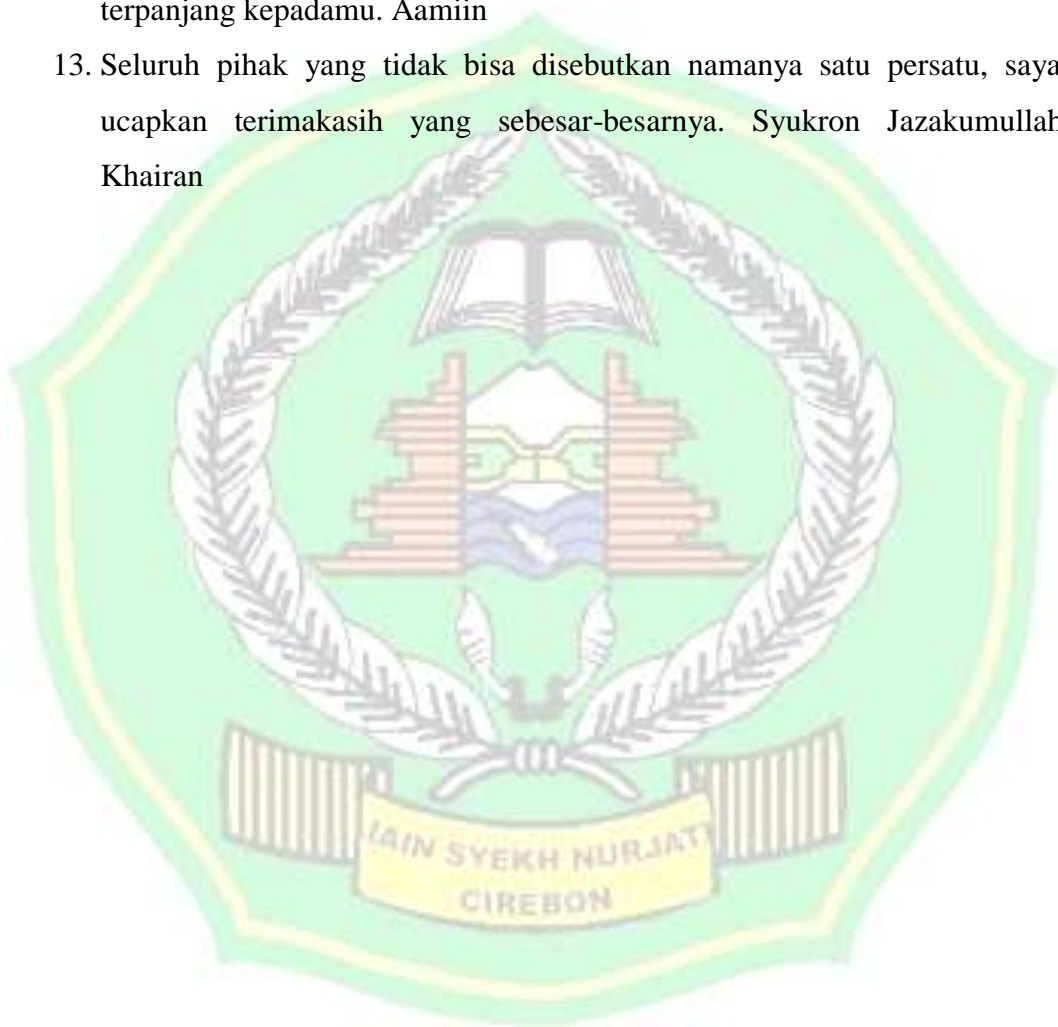 terpanjang kepadamu. Aamiin
13. Seluruh pihak yang tidak bisa disebutkan namanya satu persatu, saya
ucapkan terimakasih yang sebesar-besarnya. Syukron Jazakumullah
Khairan
IAIN SYEKH NURJATI
CIREBON